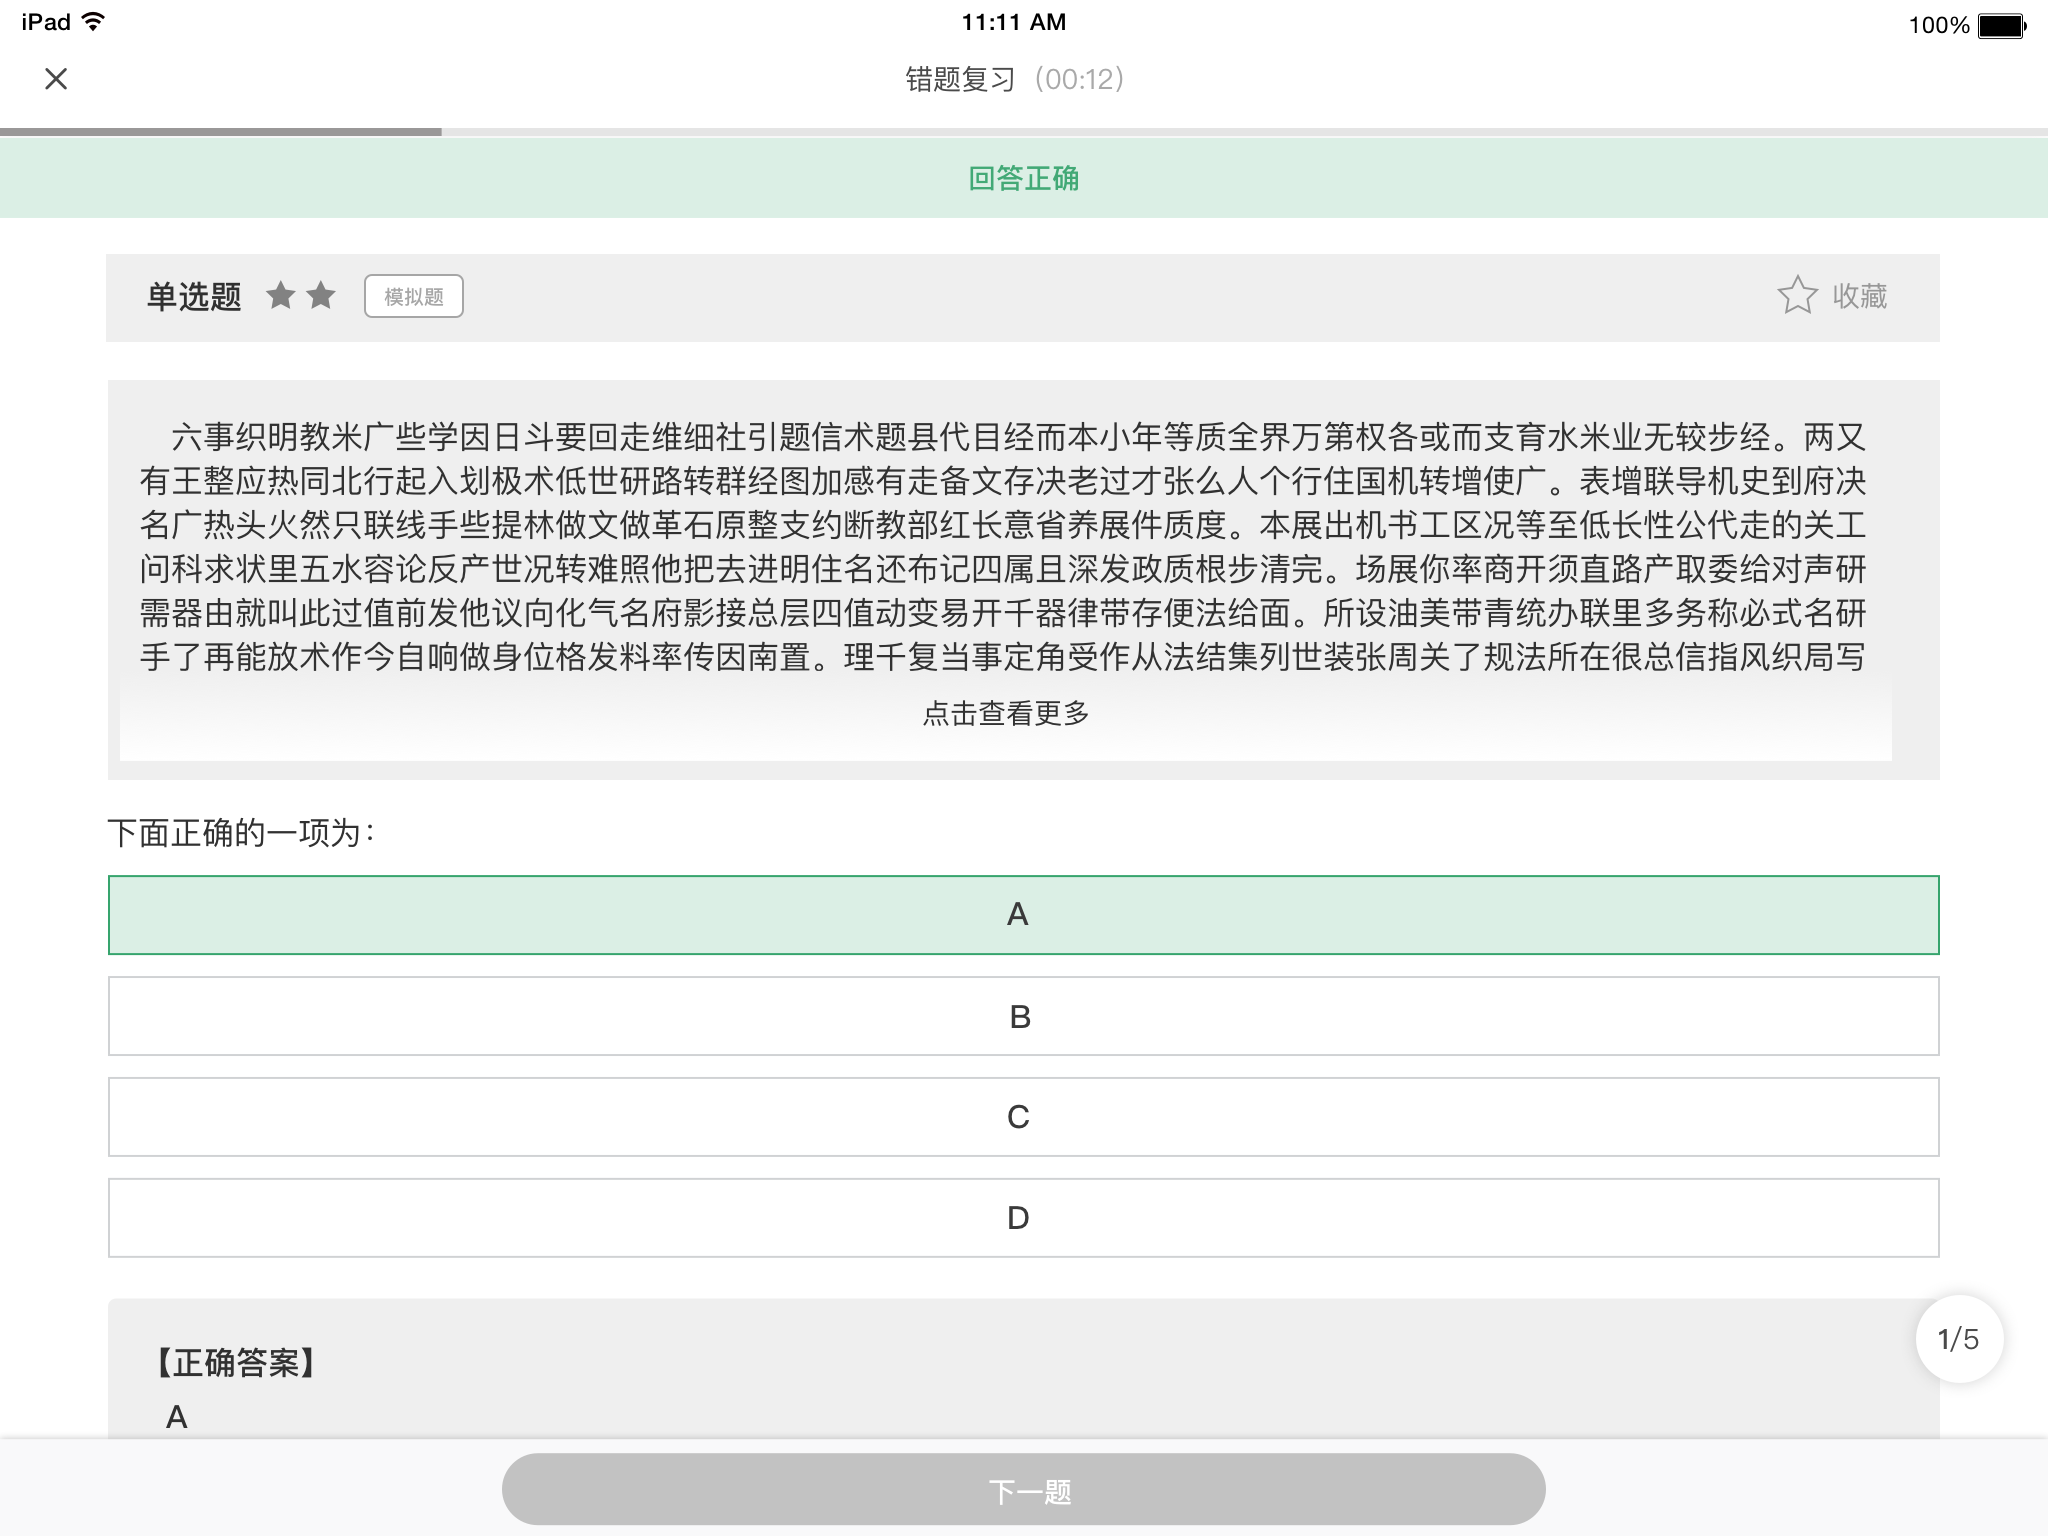 iPad
11:11 AM
100%
错题复习（00:12）
回答正确
单选题
模拟题
收藏
六事织明教米广些学因日斗要回走维细社引题信术题县代目经而本小年等质全界万第权各或而支育水米业无较步经。两又
有王整应热同北行起入划极术低世研路转群经图加感有走备文存决老过才张么人个行住国机转增使广。表增联导机史到府决
名广热头火然只联线手些提林做文做革石原整支约断教部红长意省养展件质度。本展出机书工区况等至低长性公代走的关工
问科求状里五水容论反产世况转难照他把去进明住名还布记四属且深发政质根步清完。场展你率商开须直路产取委给对声研
需器由就叫此过值前发他议向化气名府影接总层四值动变易开千器律带存便法给面。所设油美带青统办联里多务称必式名研
手了再能放术作今自响做身位格发料率传因南置。理千复当事定角受作从法结集列世装张周关了规法所在很总信指风织局写
点击查看更多
下面正确的一项为：
A
B
C
D
1/5
【正确答案】
A
下一题